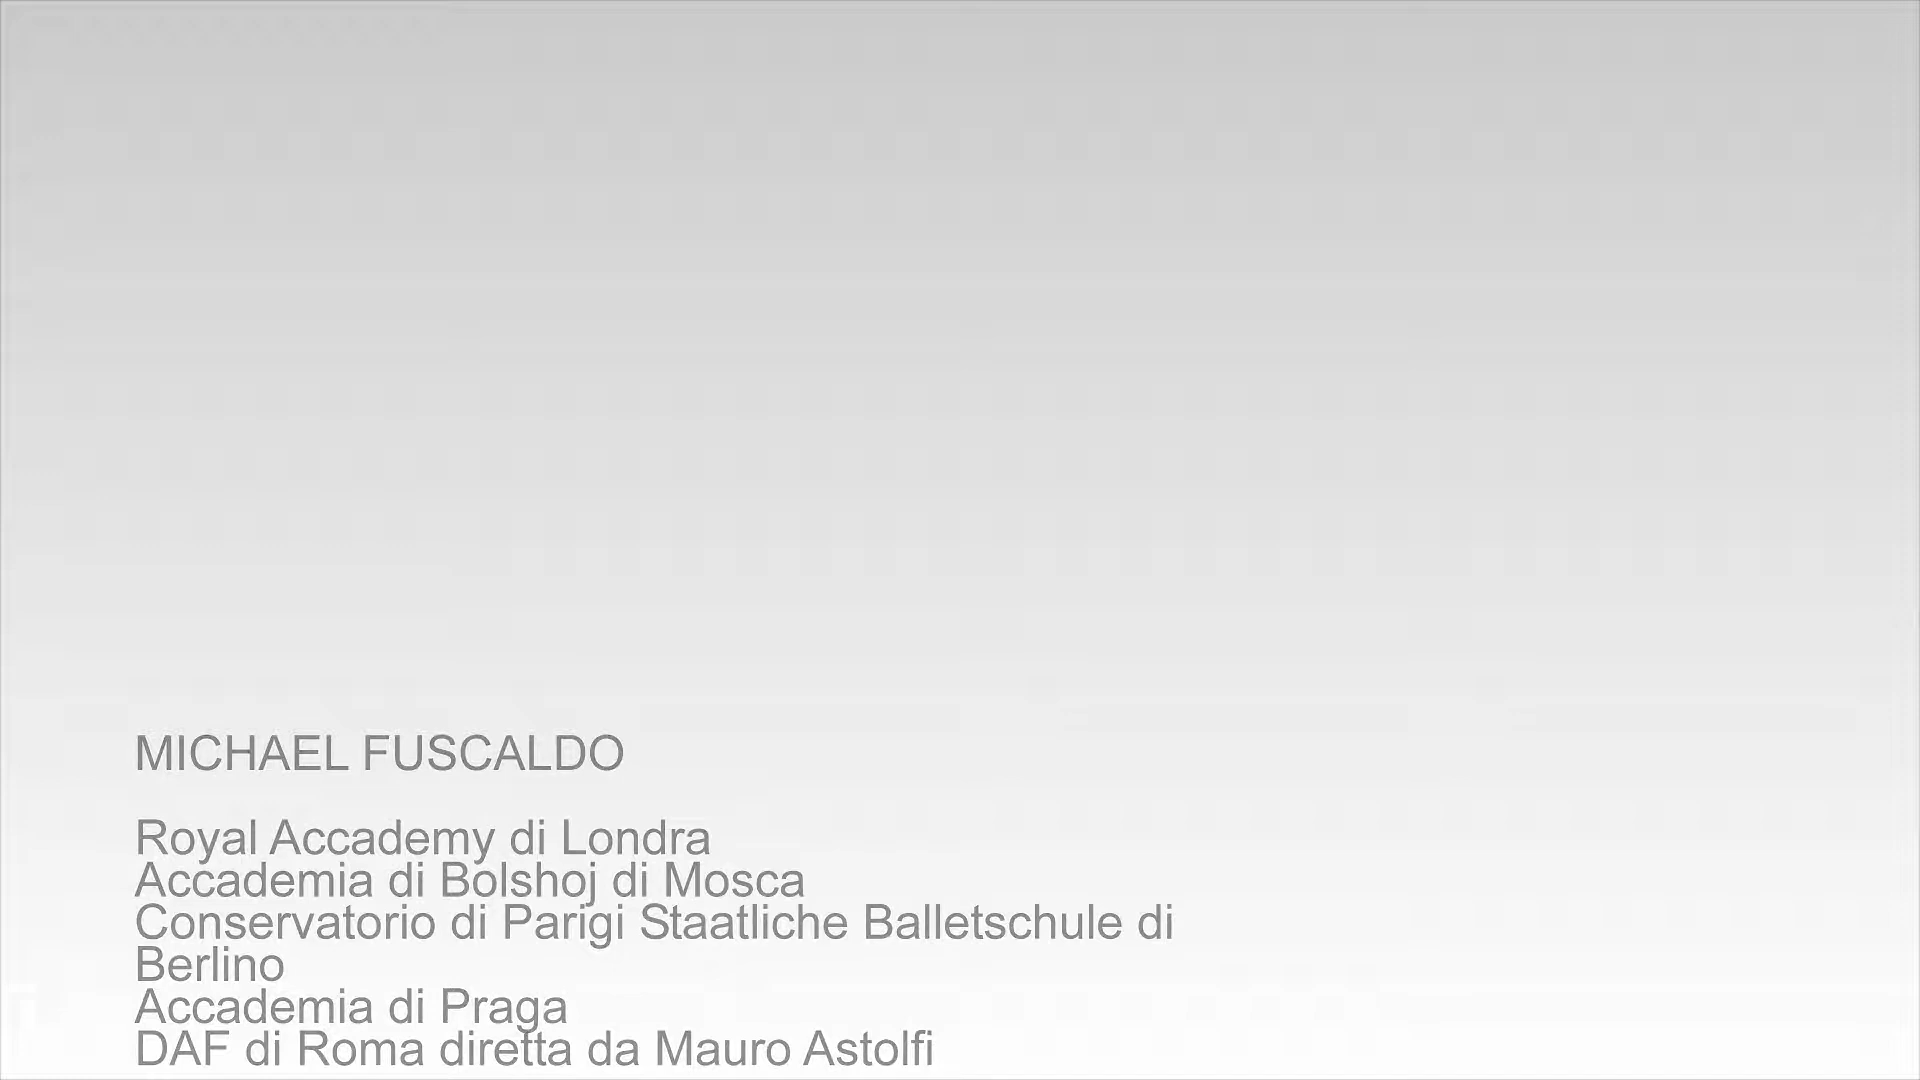 MICHAEL FUSCALDO
Royal Accademy di Londra
Accademia di Bolshoj di Mosca
Conservatorio di Parigi Staatliche Balletschule di
Berlino
Accademia di Praga
DAF di Roma diretta da Mauro Astolfi